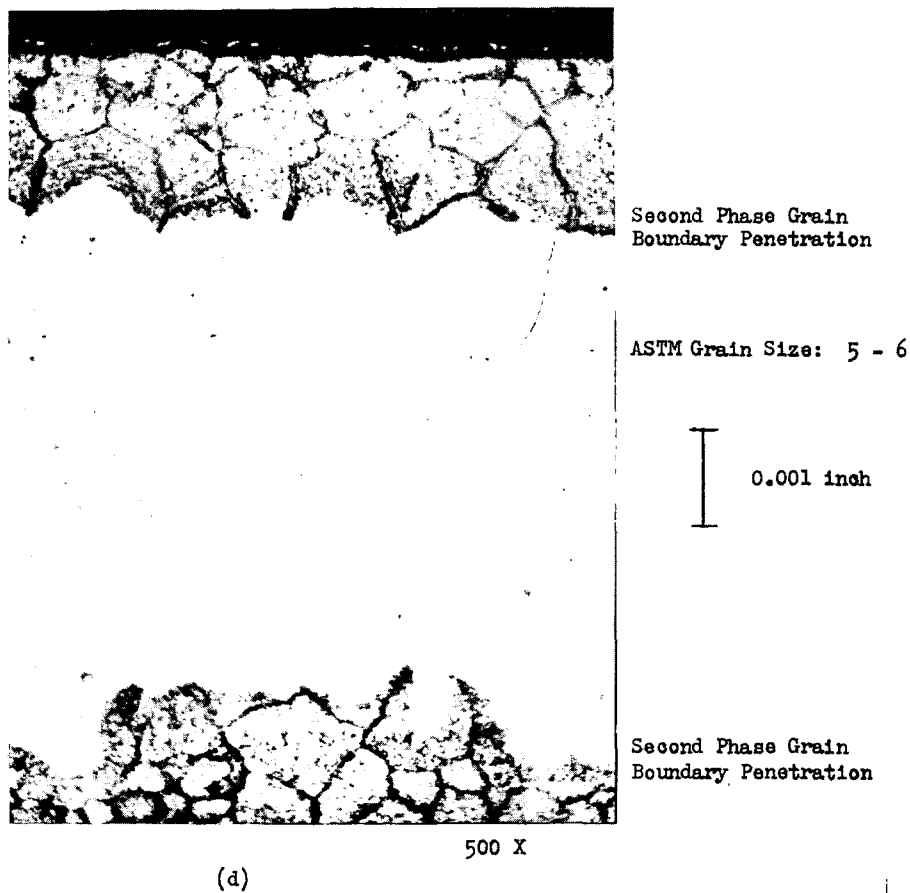 Second Phase Grain
Boundary Penetration
ASTM Grain Size: 5 - 6
0.001 inch
Second Phase Grain
Boundary Penetration
500 X
(d)